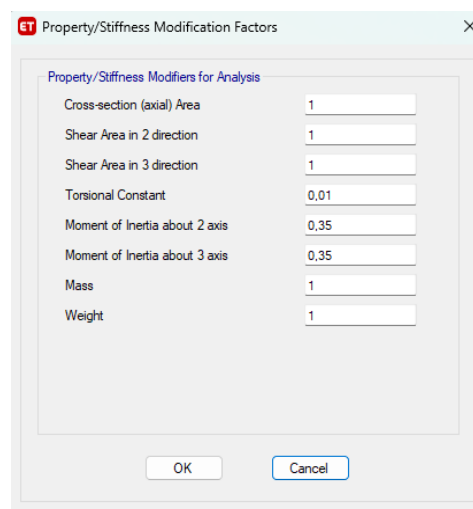 ET Property/Stiffness Modification Factors
Property/Stiffness Modifiers for Analysis
Cross-section (axial) Area 1
Shear Area in 2 direction 1
Shear Area in 3 direction 1
Torsional Constant 0,01
Moment of Inertia about 2 axis 0,35
Moment of Inertia about 3 axis 0,35
Mass 1
Weight 1
OK Cancel